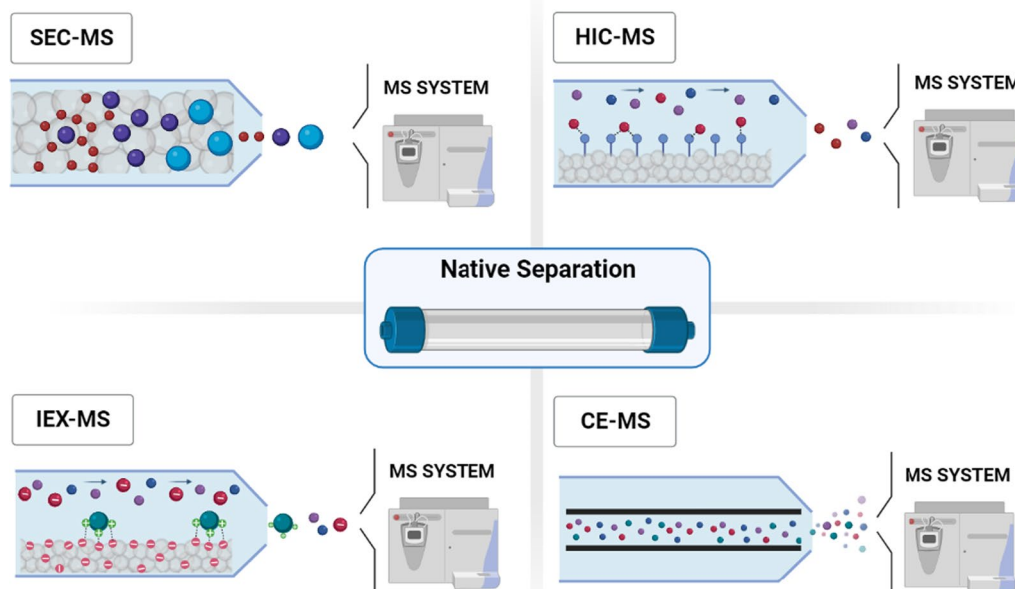 SEC-MS
MS SYSTEM
HIC-MS
MS SYSTEM
Native Separation
IEX-MS
MS SYSTEM
CE-MS
MS SYSTEM